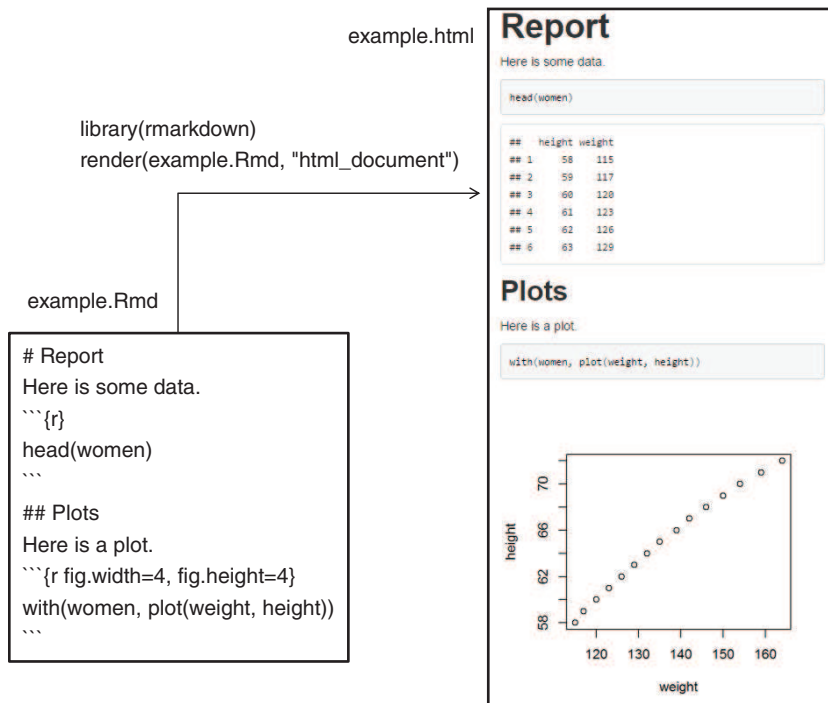 example.html
library(rmarkdown)
render(example.Rmd, "html_document")
example.Rmd
# Report
Here is some data.
```{r}
head(women)
```
## Plots
Here is a plot.
```{r fig.width=4, fig.height=4}
with(women, plot(weight, height))
```
Report
Here is some data.
head(women)
##   height weight
## 1     58    115
## 2     59    117
## 3     60    120
## 4     61    123
## 5     62    126
## 6     63    129
Plots
Here is a plot.
with(women, plot(weight, height))
height
70
66
62
58
120 130 140 150 160
weight